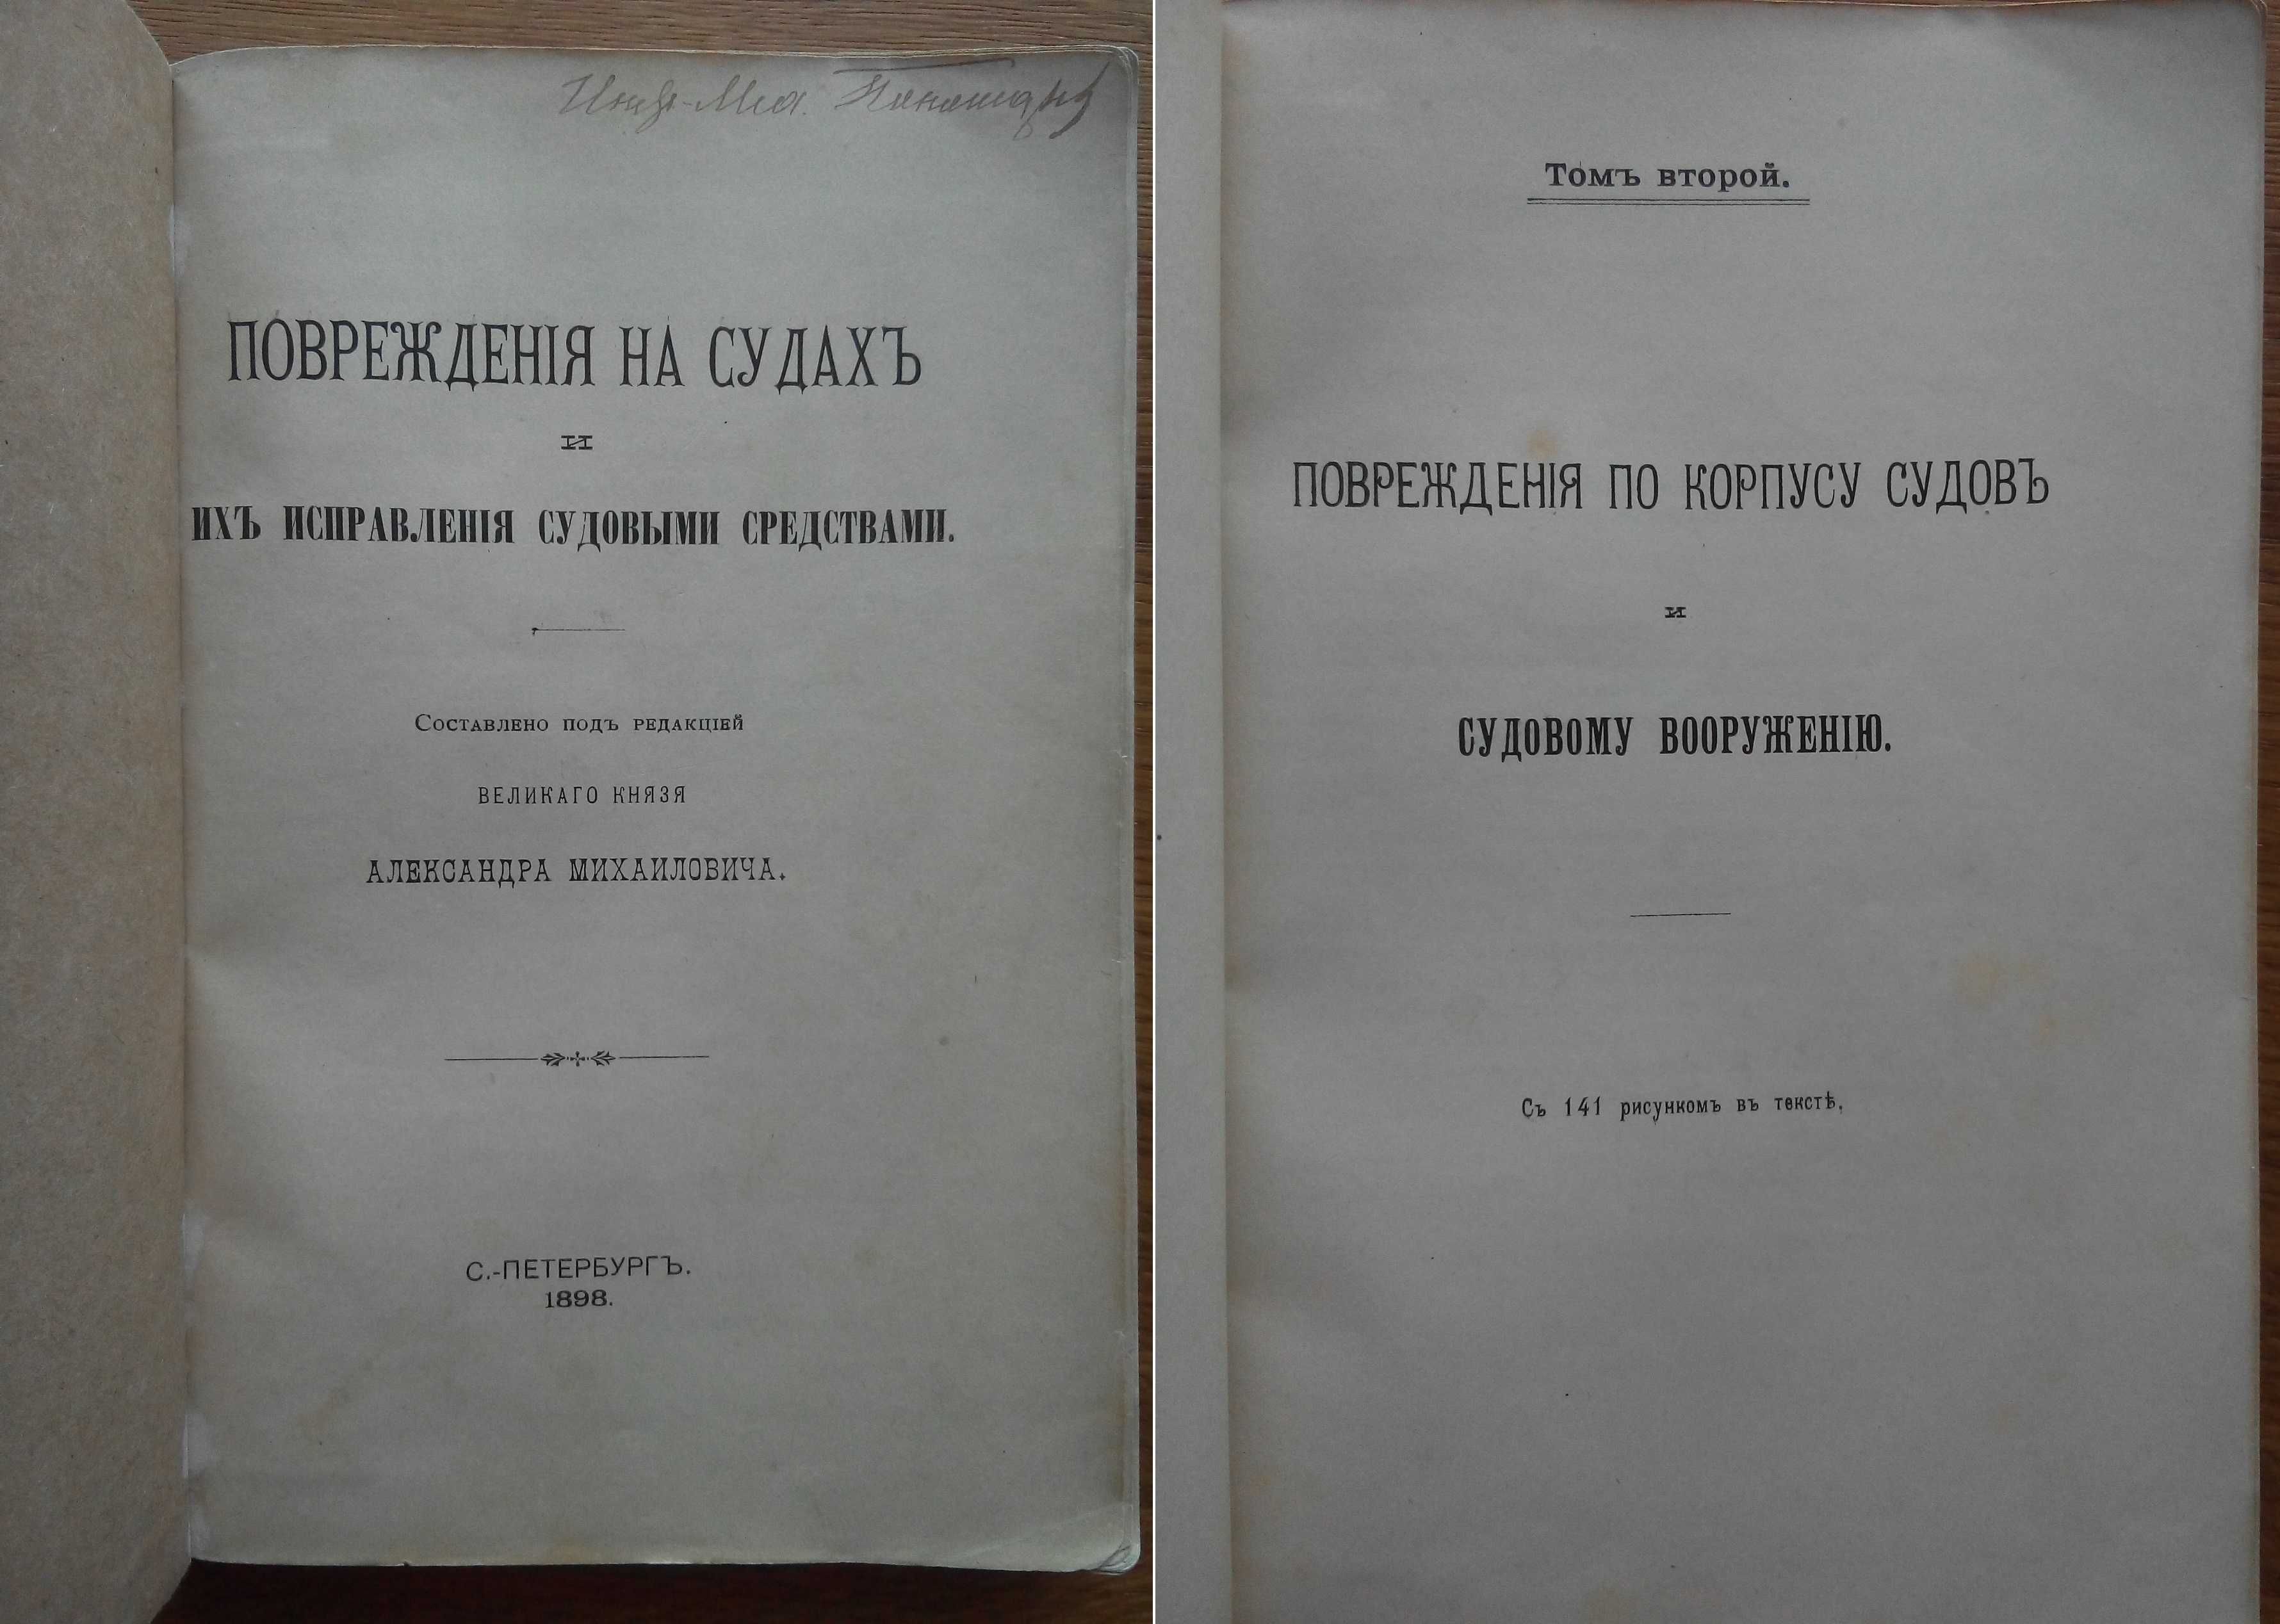 ПОВРЕЖДЕНІЯ НА СУДАХЪ
И
ИХЪ ИСПРАВЛЕНІЯ СУДОВЫМИ СРЕДСТВАМИ.
СОСТАВЛЕНО ПОДЪ РЕДАКЦІЕЙ
ВЕЛИКАГО КНЯЗЯ
АЛЕКСАНДРА МИХАИЛОВИЧА.
С.-ПЕТЕРБУРГЪ.
1898.
Томъ второй.
ПОВРЕЖДЕНІЯ ПО КОРПУСУ СУДОВЪ
И
СУДОВОМУ ВООРУЖЕНІЮ.
Съ 141 рисункомъ въ текстѣ.